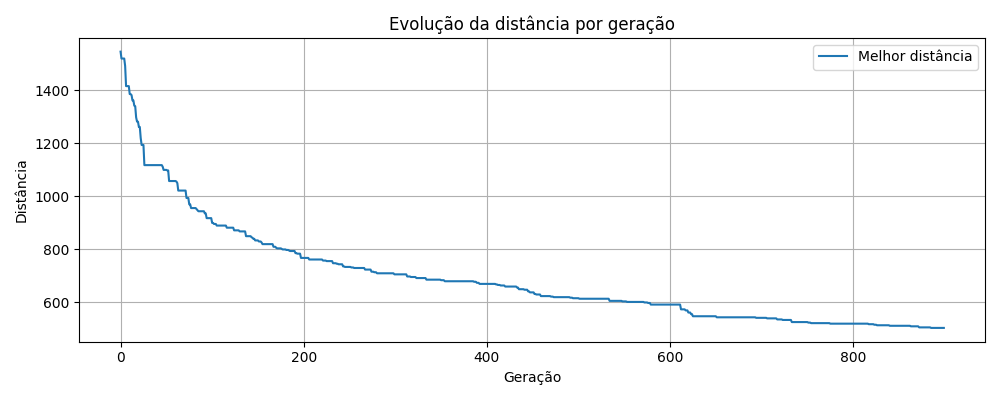 Evolução da distância por geração
Melhor distância
Distância
1400
1200
1000
800
600
0 200 400 600 800
Geração